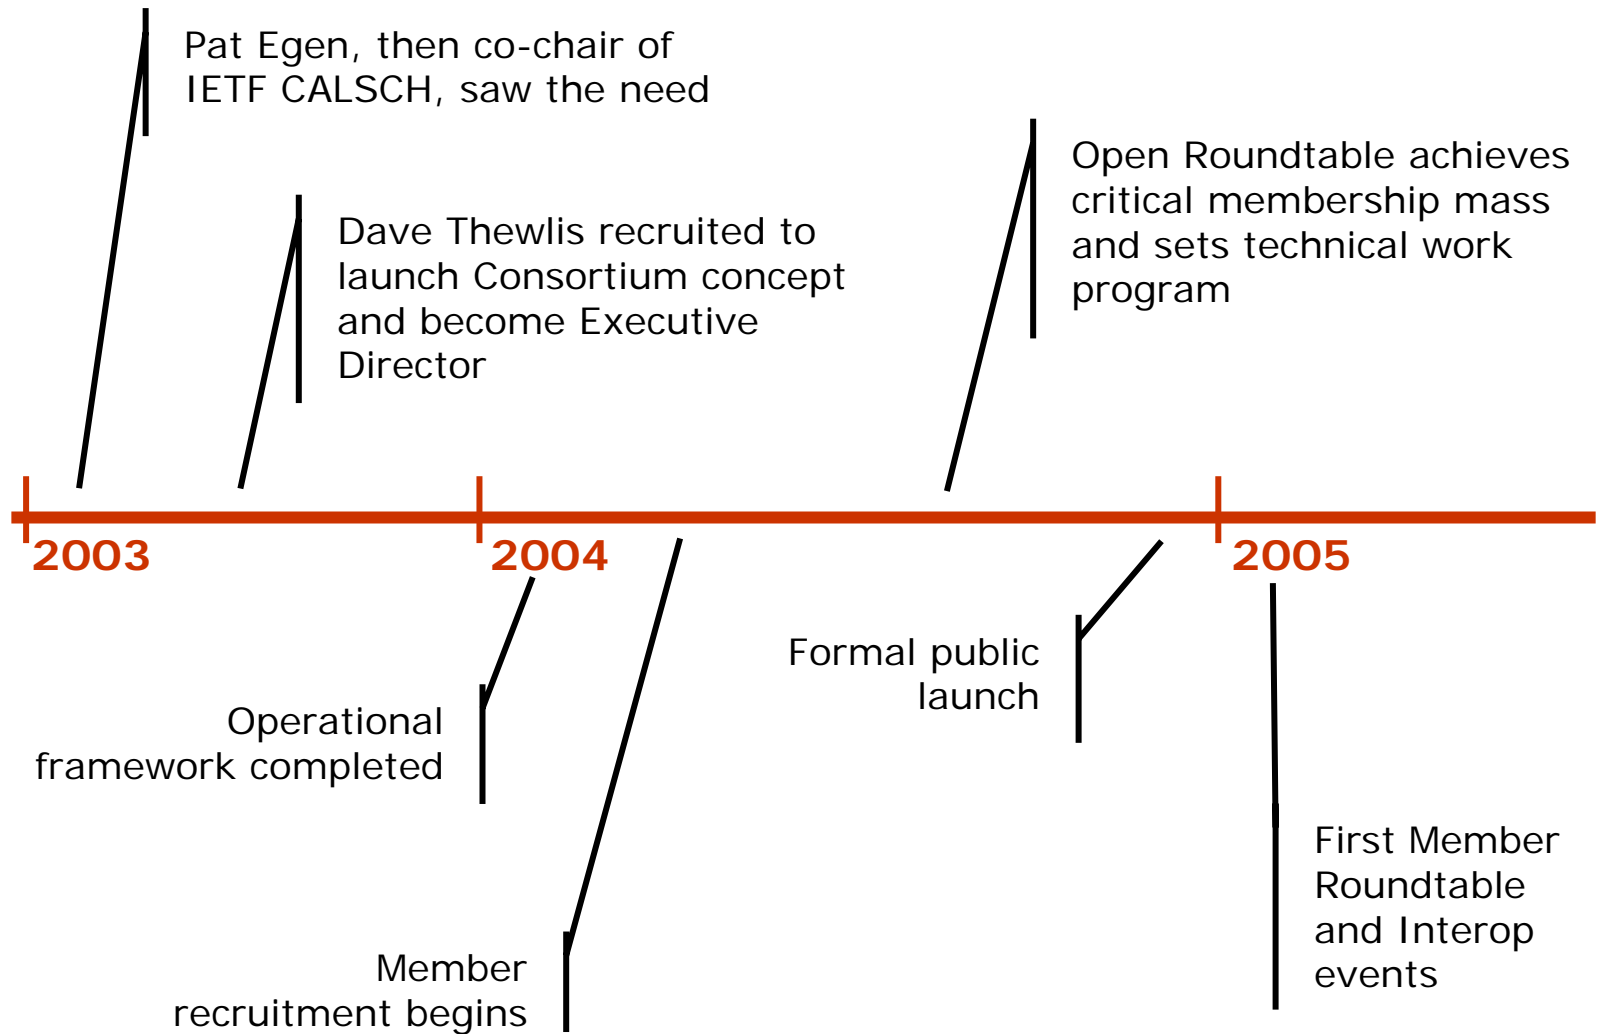 Pat Egen, then co-chair of
IETF CALSCH, saw the need
Dave Thewlis recruited to
launch Consortium concept
and become Executive
Director
Open Roundtable achieves
critical membership mass
and sets technical work
program
2003
2004
2005
Operational
framework completed
Member
recruitment begins
Formal public
launch
First Member
Roundtable
and Interop
events